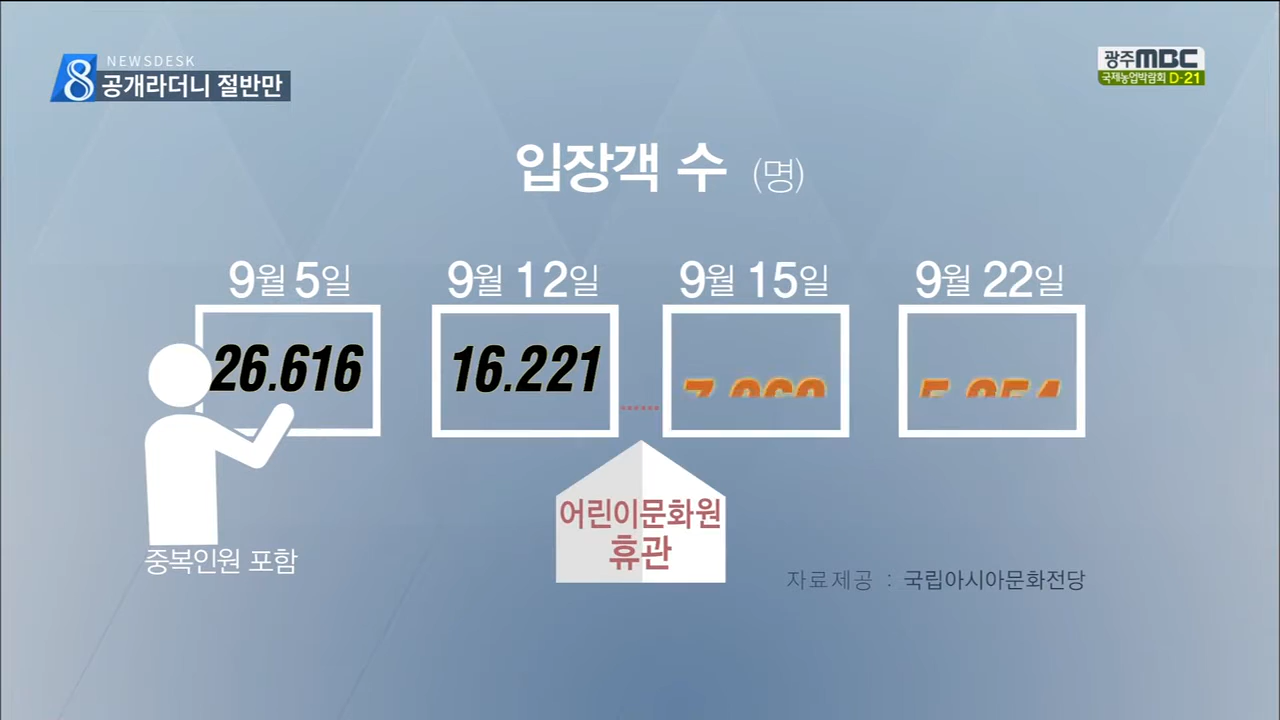 NEWSDESK
8 공개라더니 절반만
광주MBC
국제농업박람회 D-21
입장객 수 (명)
9월 5일
9월 12일
9월 15일
9월 22일
26.616
16.221
어린이문화원
휴관
중복인원 포함
자료제공 : 국립아시아문화전당